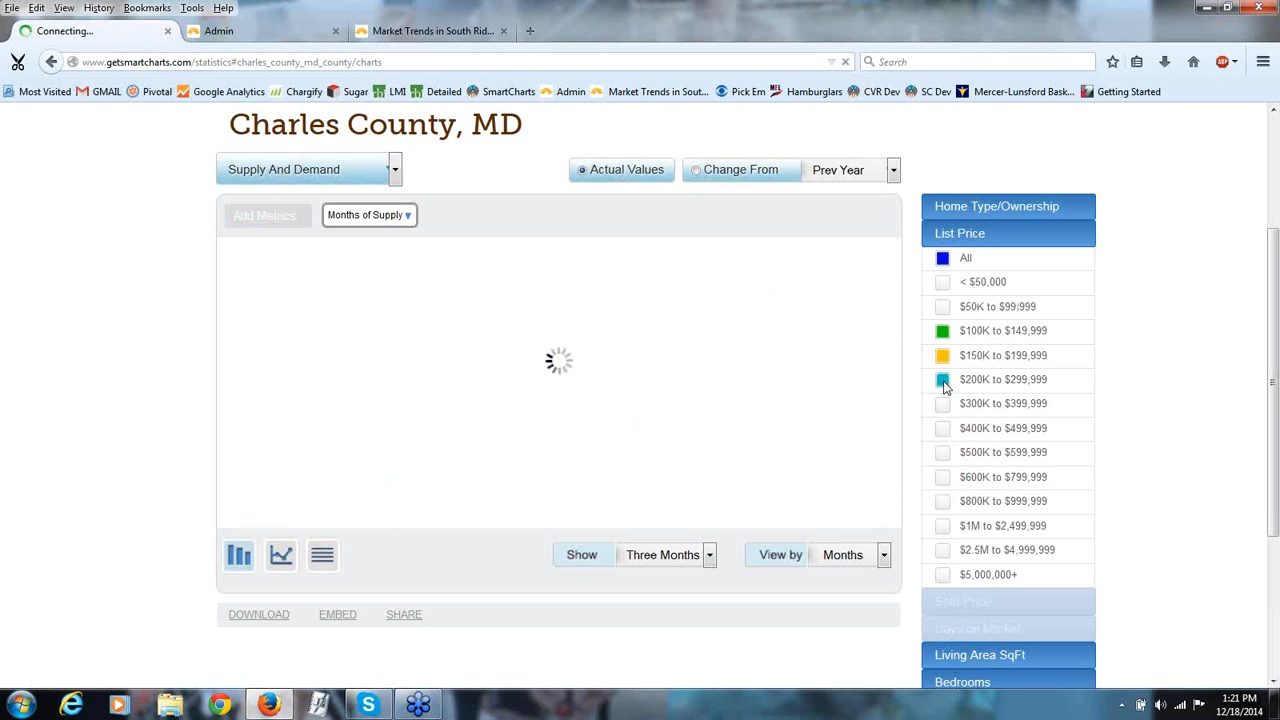 File Edit View History Bookmarks Tools Help
Connecting...
Admin
Market Trends in South Rid...
www.getsmartcharts.com/statistics#charles_county_md_county/charts
Search
Most Visited GMAIL Pivotal Google Analytics Chargify Sugar LMI Detailed SmartCharts Admin Market Trends in Sout... Pick Em Hamburglars CVR Dev SC Dev Mercer-Lunsford Bask... Getting Started
Charles County, MD
Supply And Demand
Actual Values
Change From
Prev Year
Add Metrics
Months of Supply
Home Type/Ownership
List Price
All
< $50,000
$50K to $99,999
$100K to $149,999
$150K to $199,999
$200K to $299,999
$300K to $399,999
$400K to $499,999
$500K to $599,999
$600K to $799,999
$800K to $999,999
$1M to $2,499,999
$2.5M to $4,999,999
$5,000,000+
Sold Price
Days on Market
Living Area SqFt
Bedrooms
Show
Three Months
View by
Months
DOWNLOAD
EMBED
SHARE
1:21 PM
12/18/2014